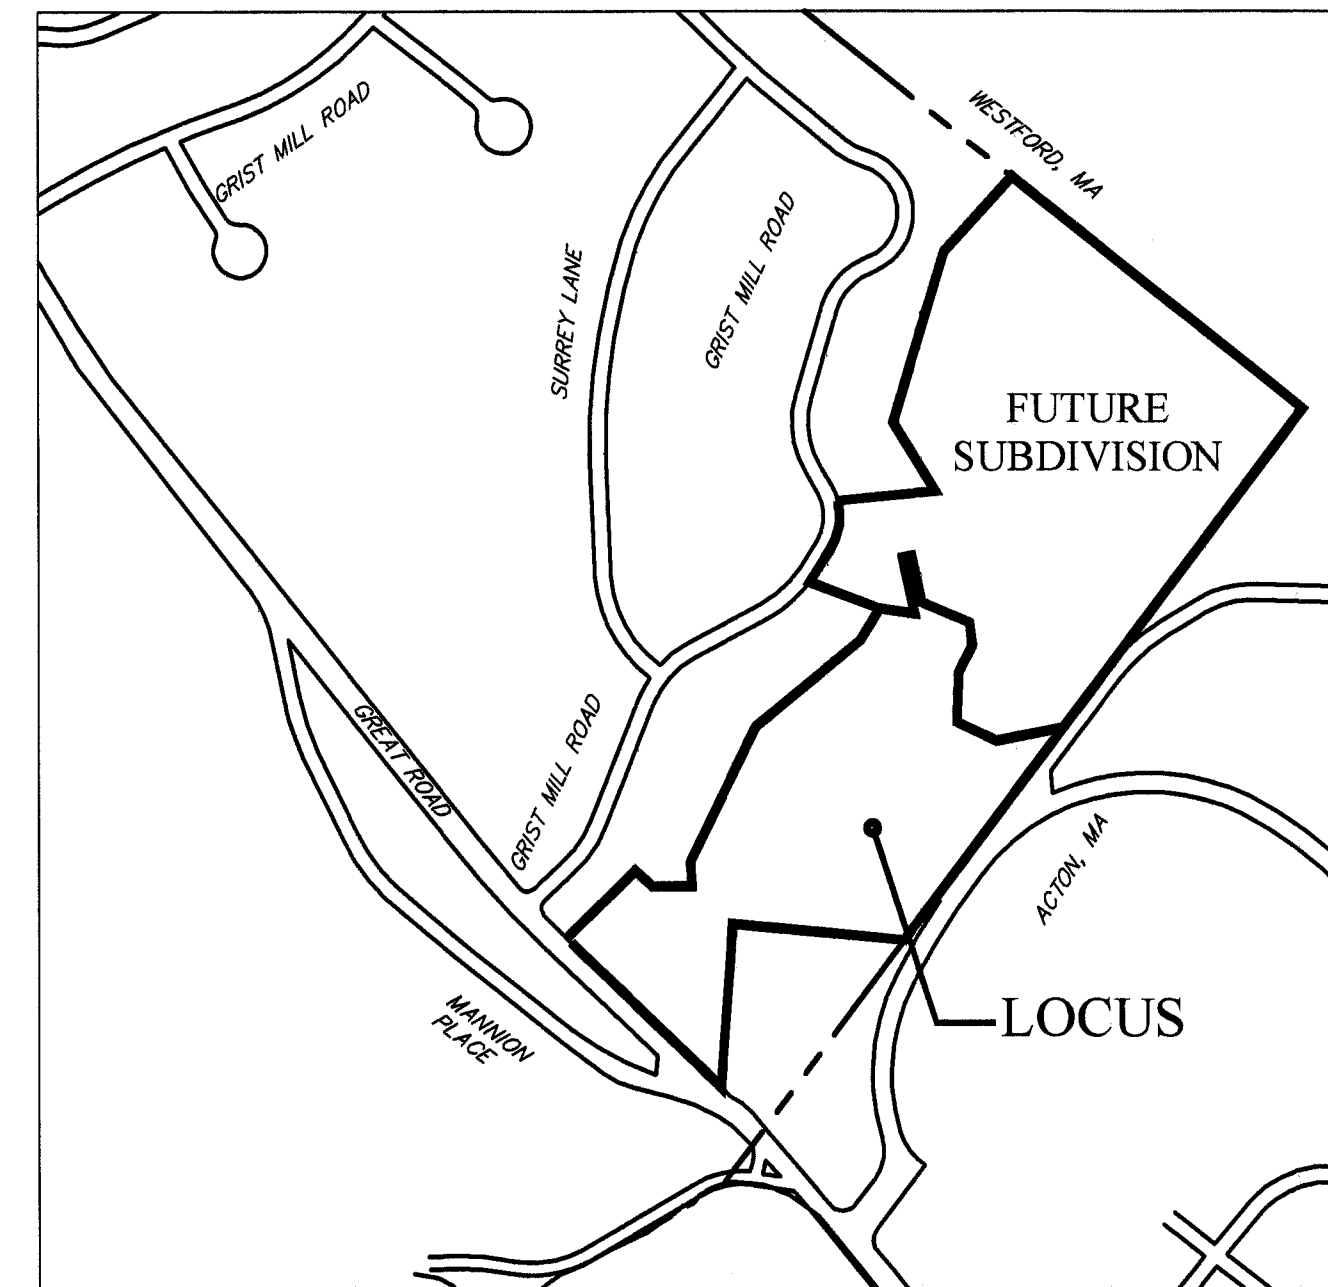 WESTFORD, MA
GRIST MILL ROAD
GRIST MILL ROAD
SURREY LANE
FUTURE
SUBDIVISION
GRIST MILL ROAD
GREAT ROAD
ACTON, MA
MANNION
PLACE
LOCUS